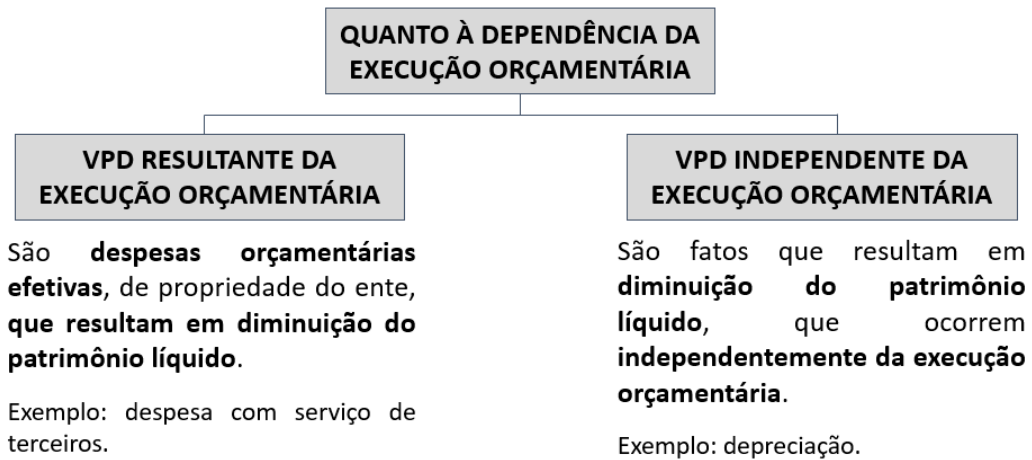 QUANTO À DEPENDÊNCIA DA
EXECUÇÃO ORÇAMENTÁRIA
VPD RESULTANTE DA
EXECUÇÃO ORÇAMENTÁRIA
São despesas orçamentárias
efetivas, de propriedade do ente,
que resultam em diminuição do
patrimônio líquido.
Exemplo: despesa com serviço de
terceiros.
VPD INDEPENDENTE DA
EXECUÇÃO ORÇAMENTÁRIA
São fatos que resultam em
diminuição do patrimônio
líquido, que ocorrem
independentemente da execução
orçamentária.
Exemplo: depreciação.